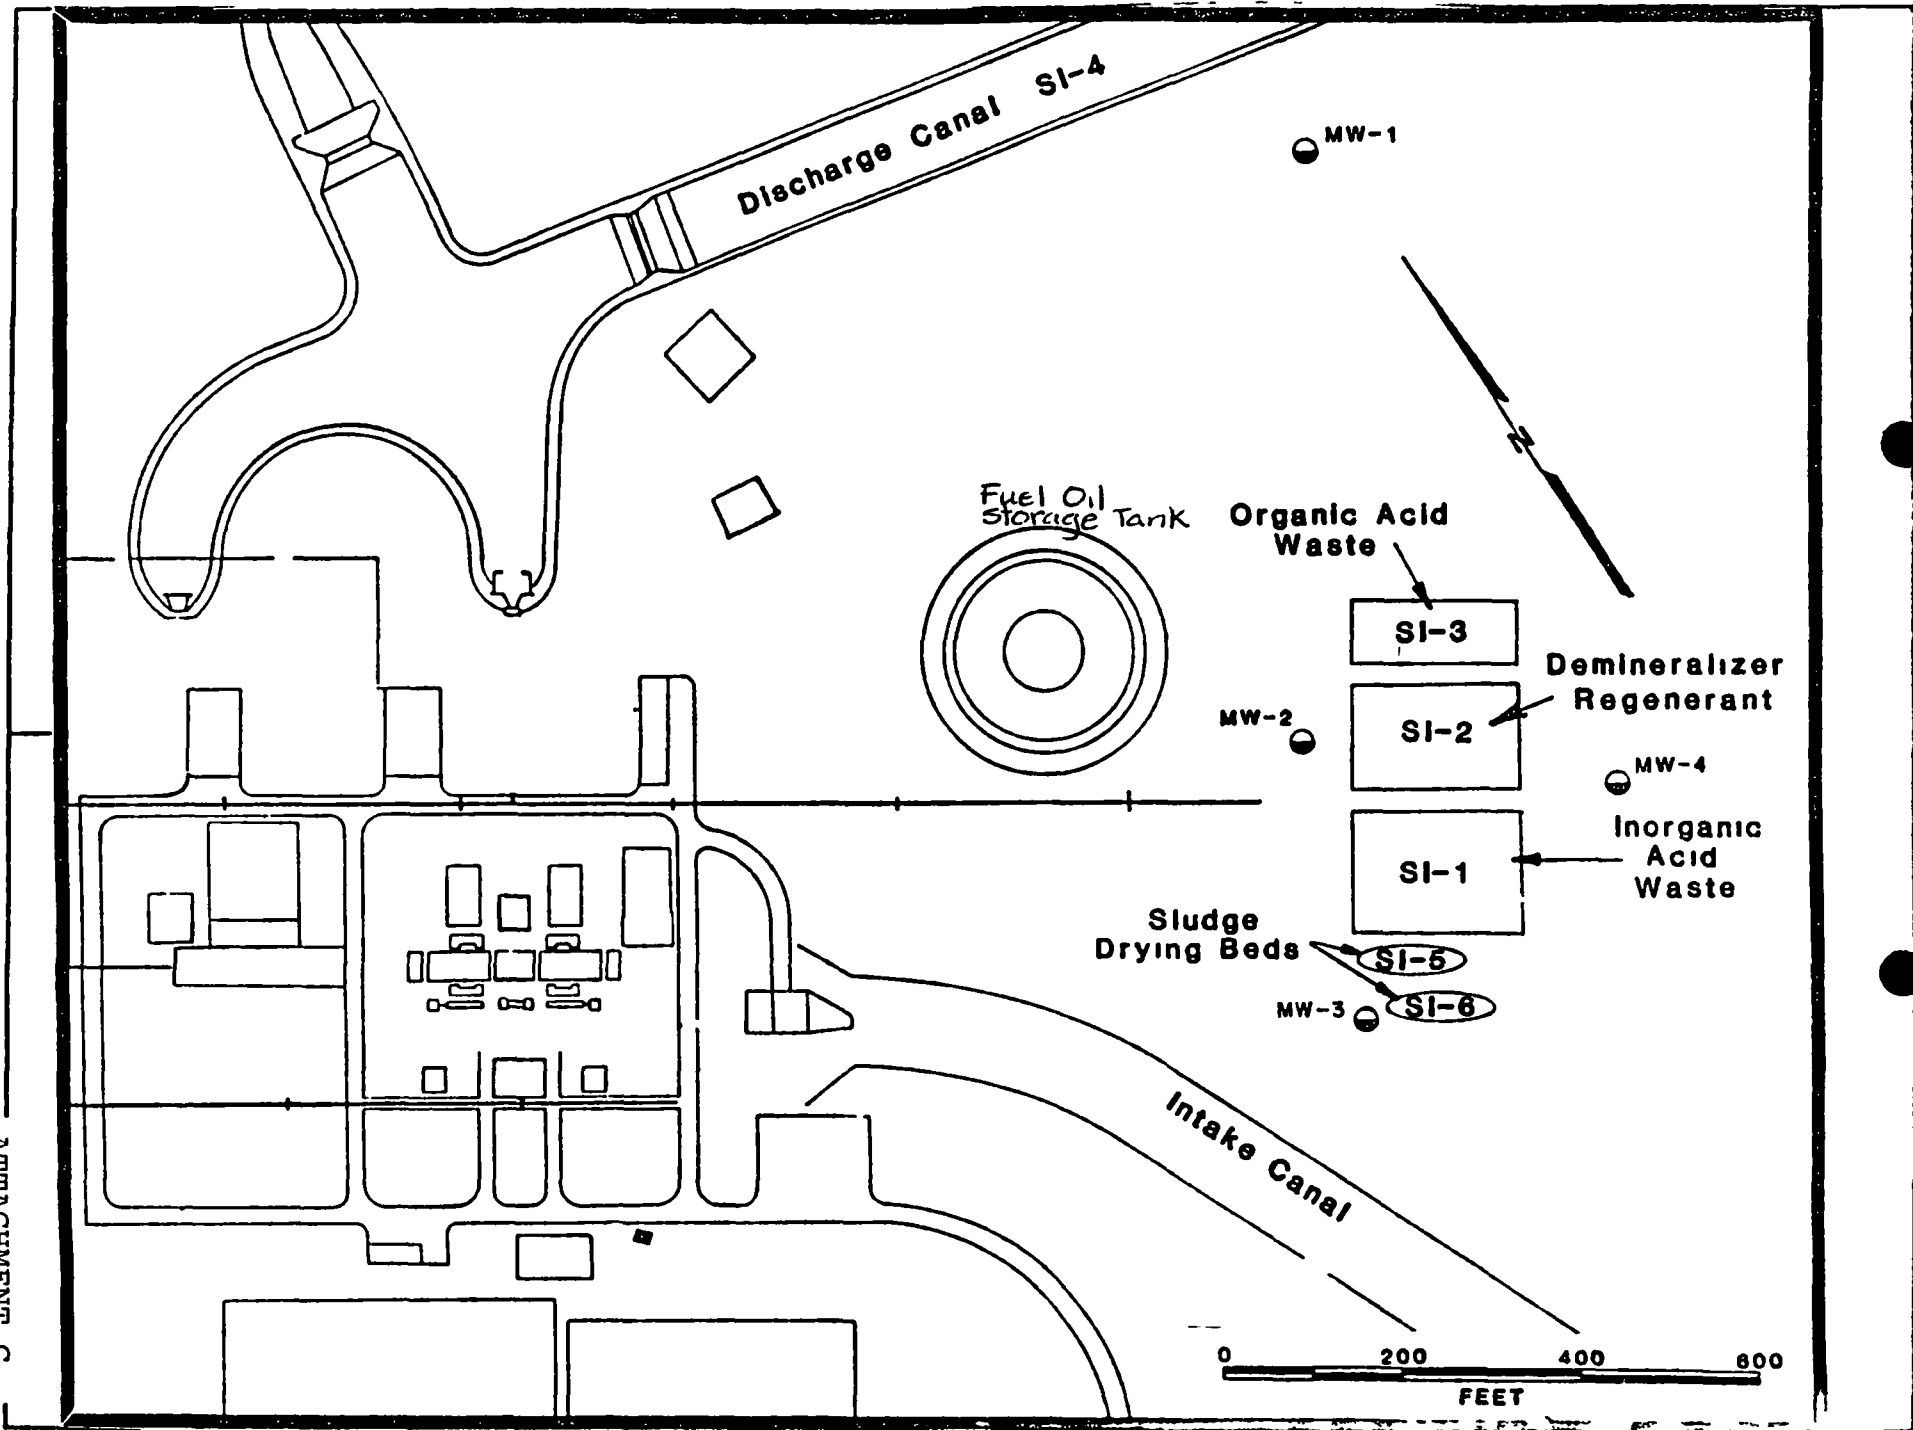 Discharge Canal SI-4
MW-1
N
Fuel Oil
Storage Tank
Organic Acid
Waste
SI-3
Demineralizer
Regenerant
MW-2
SI-2
MW-4
Inorganic
Acid
Waste
SI-1
Sludge
Drying Beds
SI-5
SI-6
MW-3
Intake Canal
0 200 400 600
FEET
ATTACHMENT C